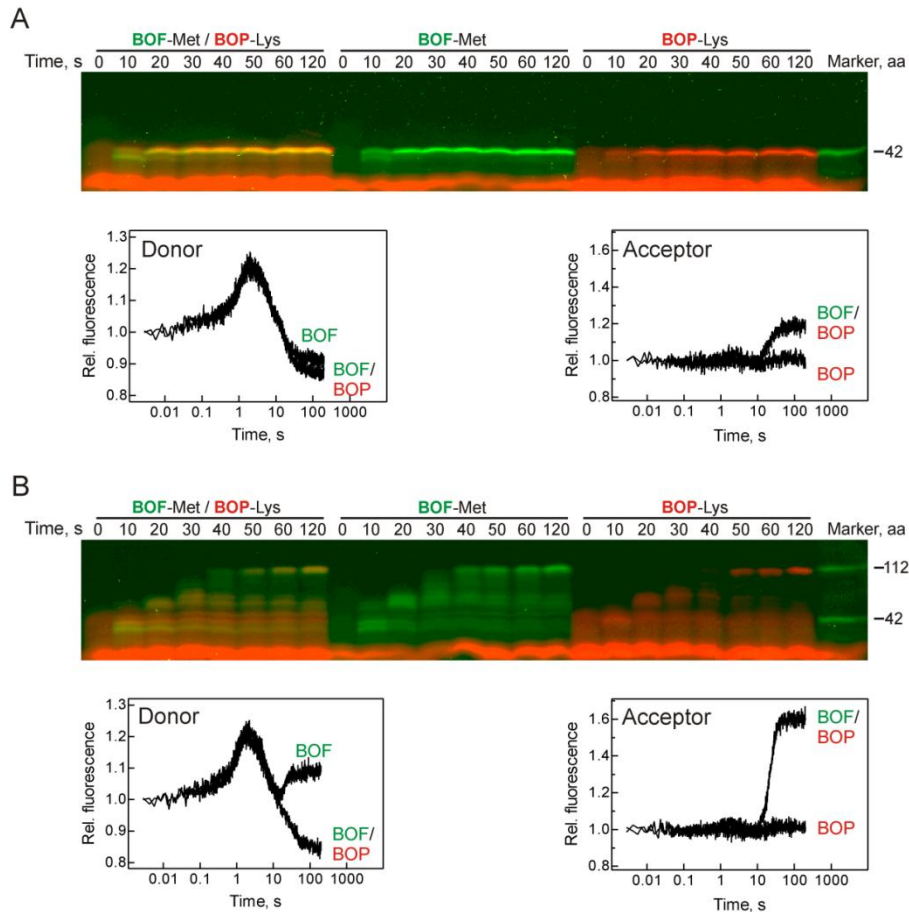 A
BOF-Met / BOP-Lys BOF-Met BOP-Lys
Time, s 0 10 20 30 40 50 60 120 0 10 20 30 40 50 60 120 0 10 20 30 40 50 60 120 Marker, aa
–42
Donor
Rel. fluorescence
1.3
1.2
1.1
1.0
0.9
0.8
BOF
BOF/
BOP
0.01 0.1 1 10 100 1000
Time, s
Acceptor
Rel. fluorescence
1.6
1.4
1.2
1.0
0.8
BOF/
BOP
BOP
0.01 0.1 1 10 100 1000
Time, s
B
BOF-Met / BOP-Lys BOF-Met BOP-Lys
Time, s 0 10 20 30 40 50 60 120 0 10 20 30 40 50 60 120 0 10 20 30 40 50 60 120 Marker, aa
–112
–42
Donor
Rel. fluorescence
1.3
1.2
1.1
1.0
0.9
0.8
BOF
BOF/
BOP
0.01 0.1 1 10 100 1000
Time, s
Acceptor
Rel. fluorescence
1.6
1.4
1.2
1.0
0.8
BOF/
BOP
BOP
0.01 0.1 1 10 100 1000
Time, s